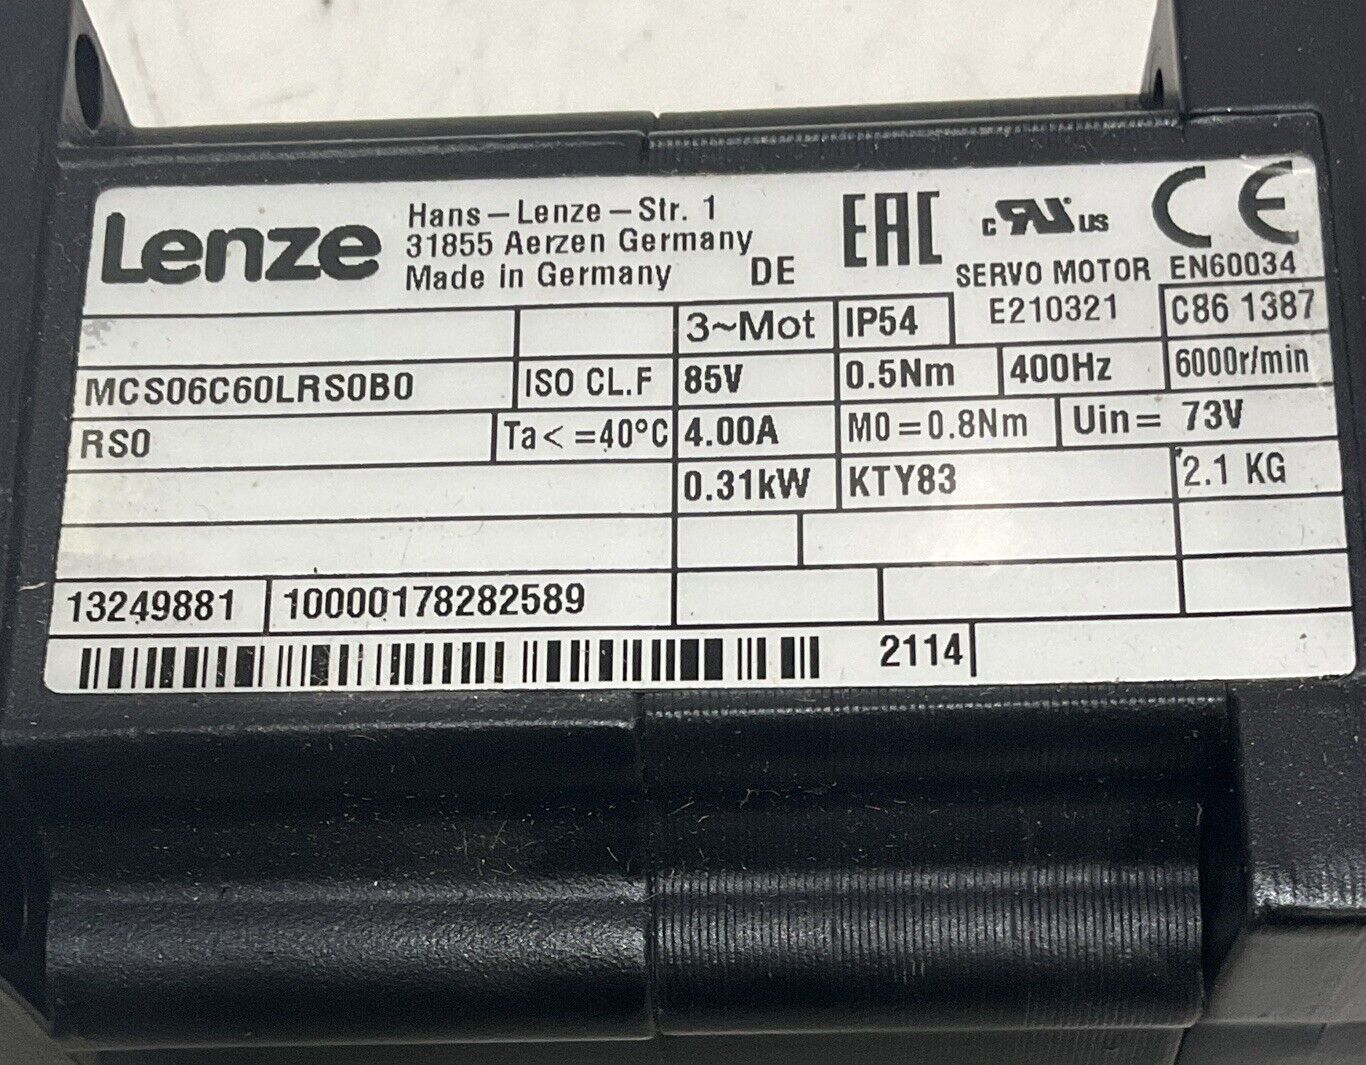 Lenze
Hans-Lenze-Str. 1
31855 Aerzen Germany
Made in Germany DE
EAC
c RU us
SERVO MOTOR
E210321
CE
EN60034
3~Mot IP54 C86 1387
MCS06C60LRS0B0 ISO CL.F 85V 0.5Nm 400Hz 6000r/min
RS0 Ta<=40°C 4.00A M0=0.8Nm Uin= 73V
0.31kW KTY83 2.1 KG
13249881 10000178282589
2114